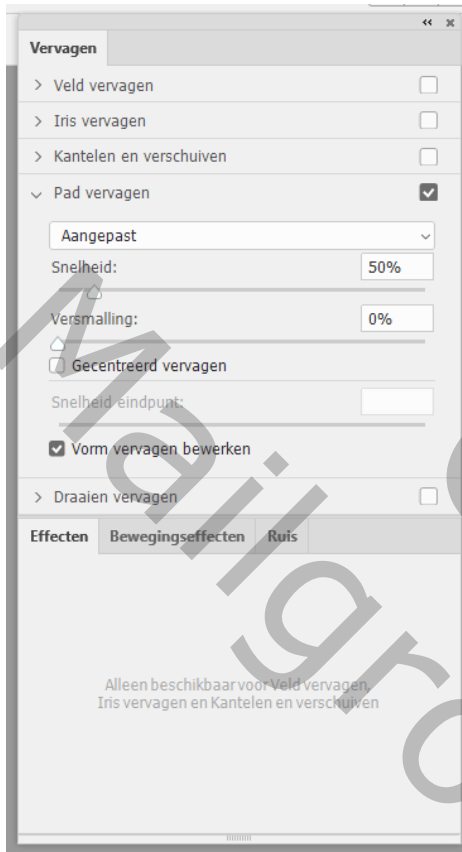 Vervagen
Veld vervagen
Iris vervagen
Kantelen en verschuiven
Pad vervagen
Aangepast
Snelheid: 50%
Versmalling: 0%
Gecentreerd vervagen
Snelheid eindpunt:
Vorm vervagen bewerken
Draaien vervagen
Effecten Bewegingseffecten Ruis
Alleen beschikbaar voor Veld vervagen,
Iris vervagen en Kantelen en verschuiven